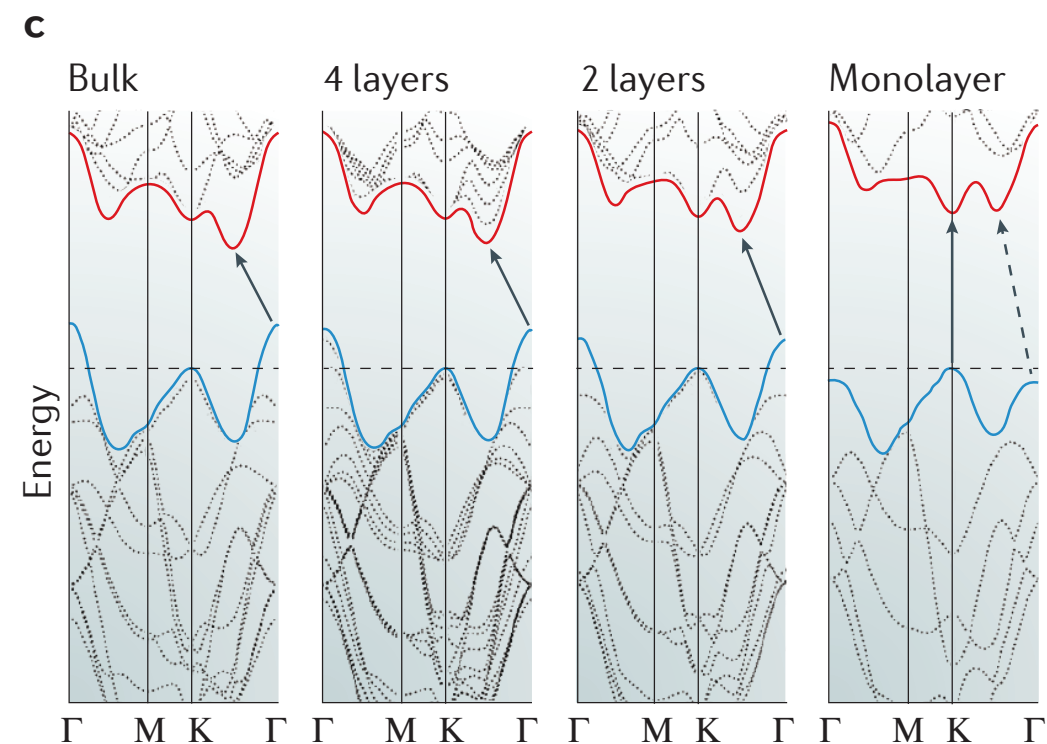 c
Bulk
4 layers
2 layers
Monolayer
Energy
Γ M K Γ
Γ M K Γ
Γ M K Γ
Γ M K Γ